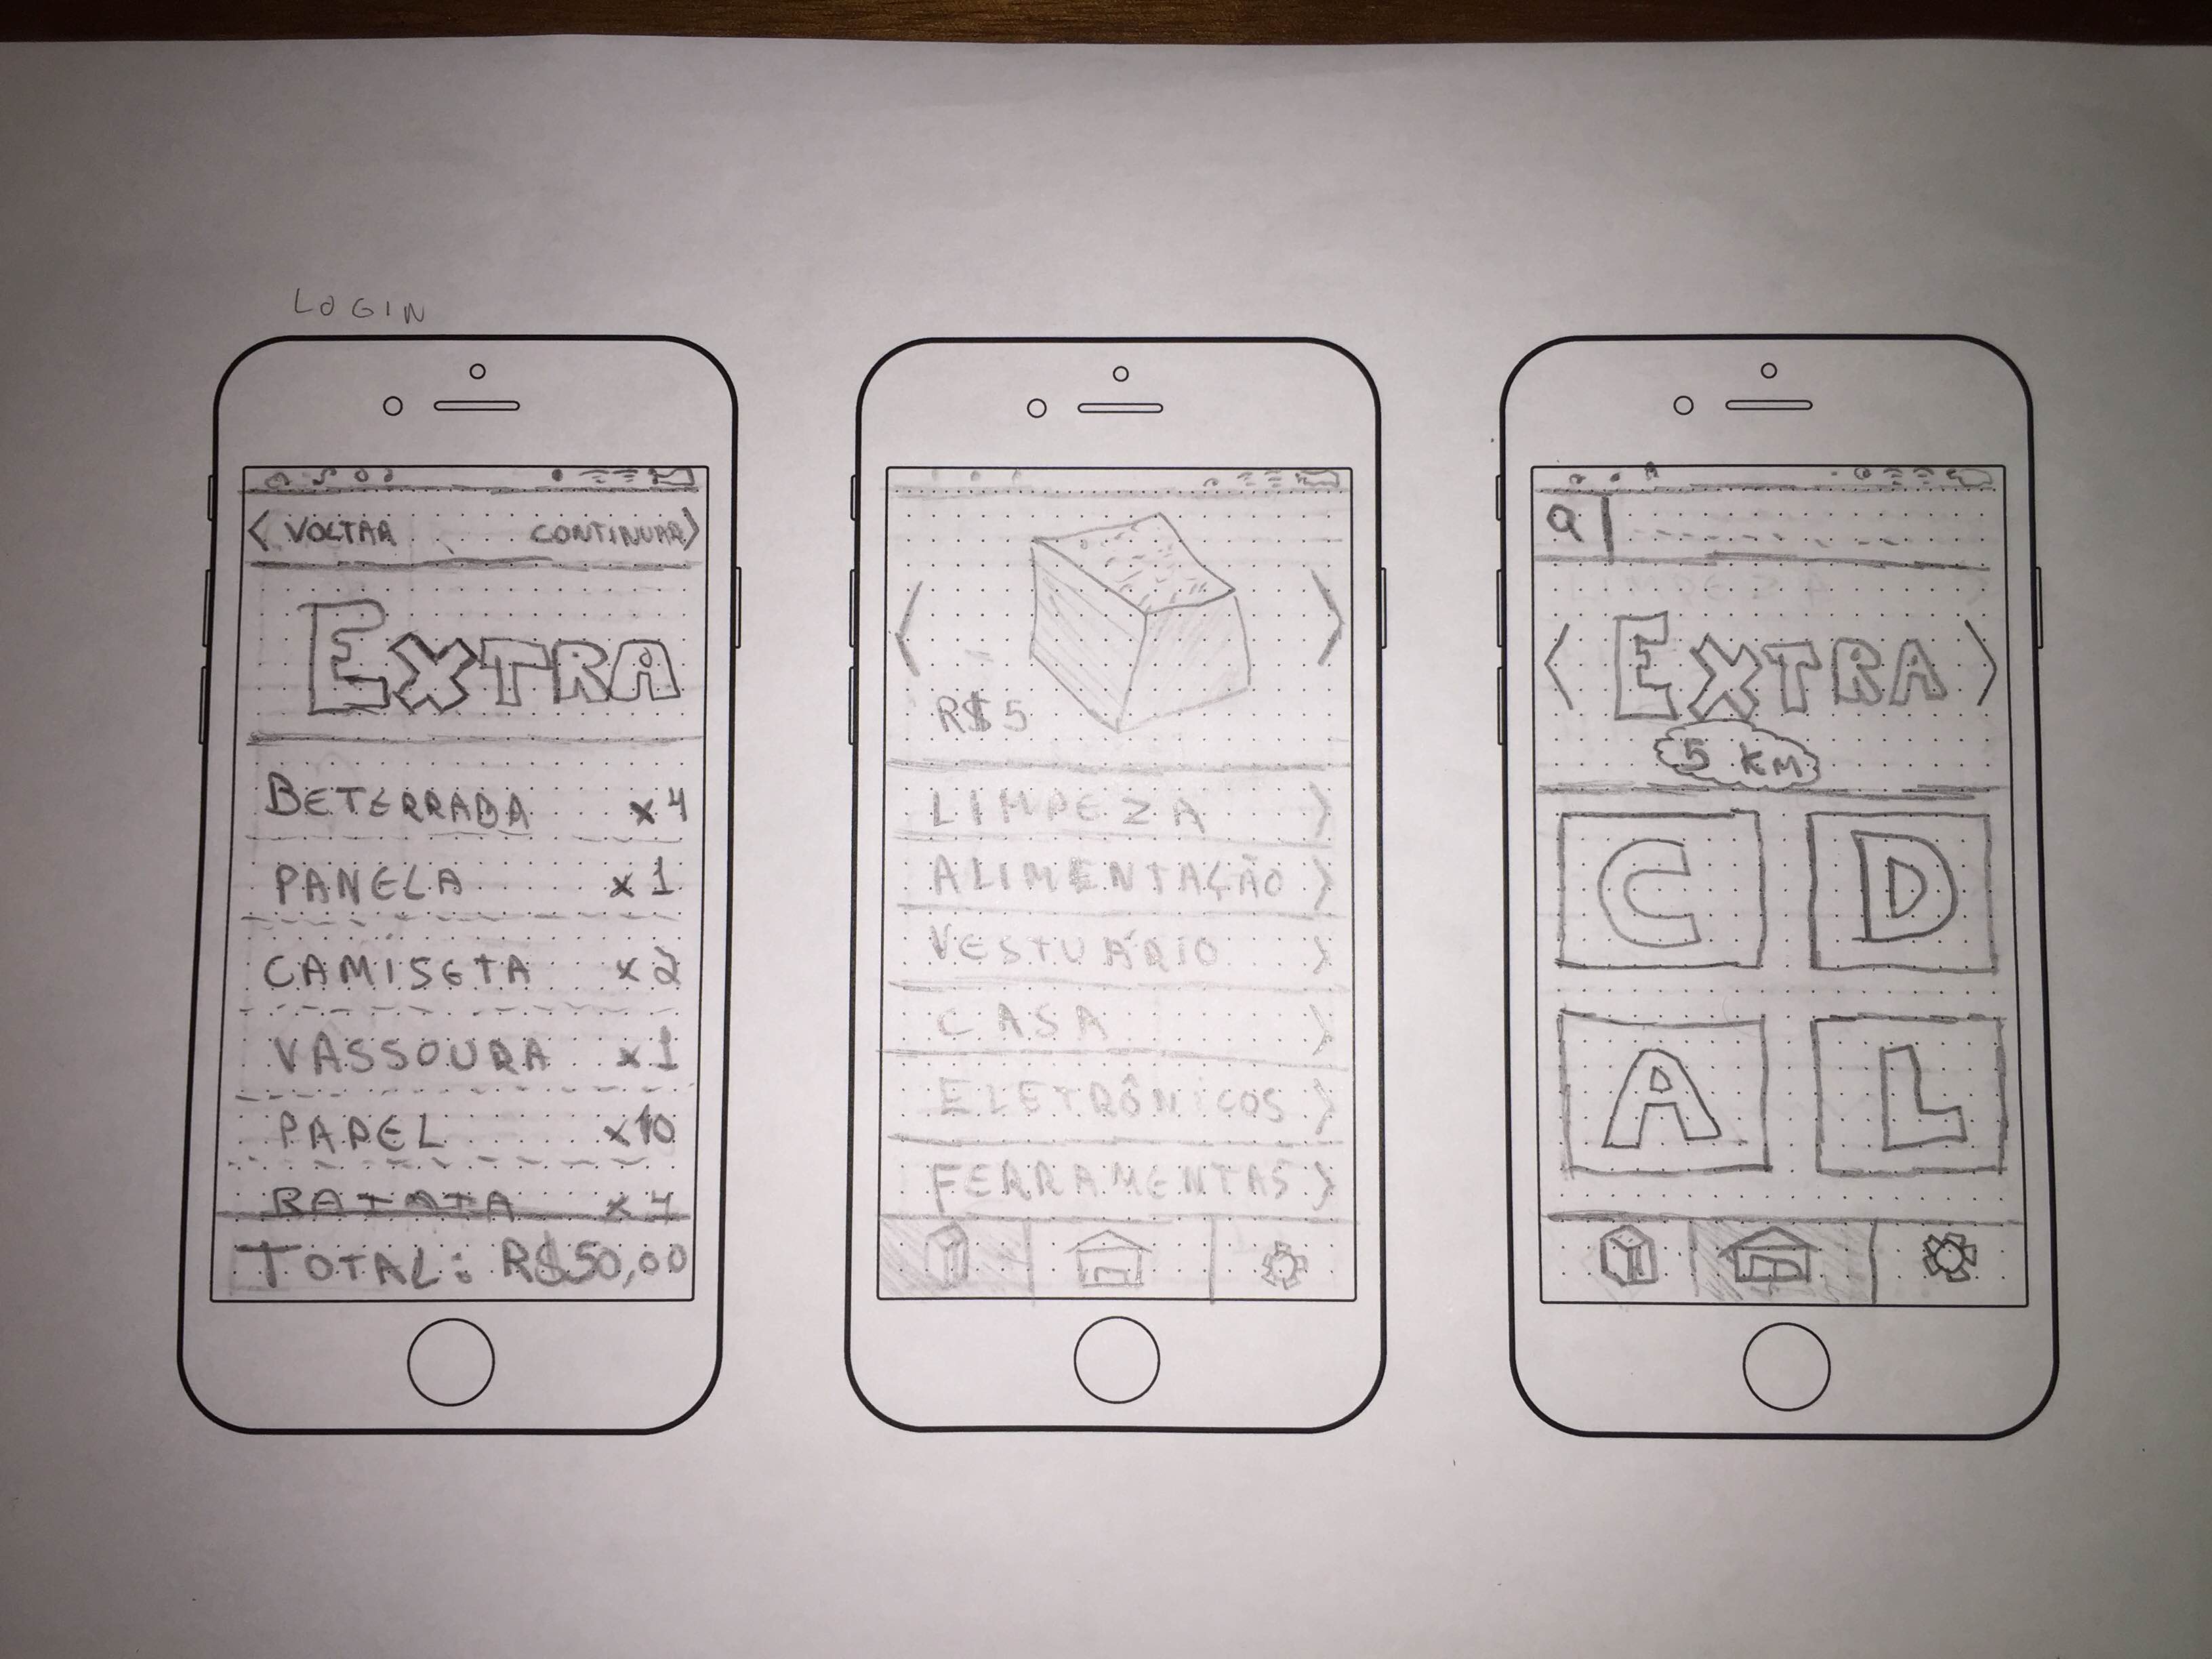 LOGIN
< VOLTAR CONTINUAR >
EXTRA
BETERRABA x4
PANELA x1
CAMISETA x2
VASSOURA x1
PAPEL x10
BATATA x4
TOTAL: R$50,00
< >
R$5
LIMPEZA >
ALIMENTAÇÃO >
VESTUÁRIO >
CASA >
ELETRÔNICOS >
FERRAMENTAS >
< EXTRA >
5 KM
C D
A L